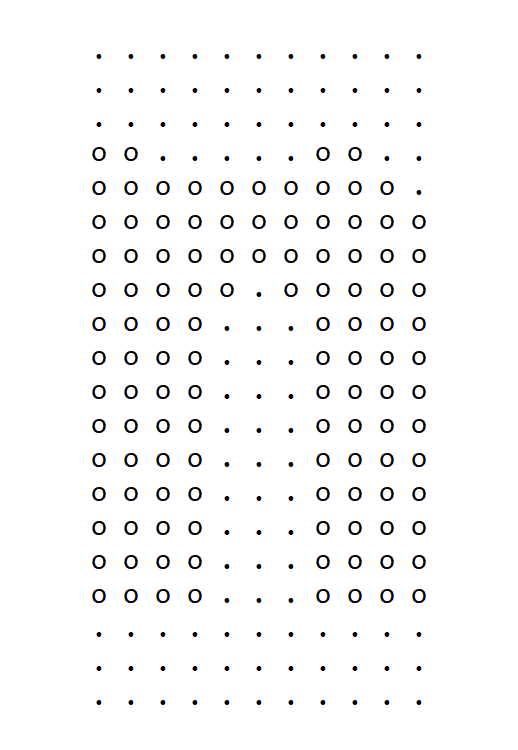 . . . . . . . . . . .
. . . . . . . . . . .
. . . . . . . . . . .
o o . . . . . o o . .
o o o o o o o o o o .
o o o o o o o o o o o
o o o o o o o o o o o
o o o o o . o o o o o
o o o o . . . o o o o
o o o o . . . o o o o
o o o o . . . o o o o
o o o o . . . o o o o
o o o o . . . o o o o
o o o o . . . o o o o
o o o o . . . o o o o
o o o o . . . o o o o
o o o o . . . o o o o
. . . . . . . . . . .
. . . . . . . . . . .
. . . . . . . . . . .